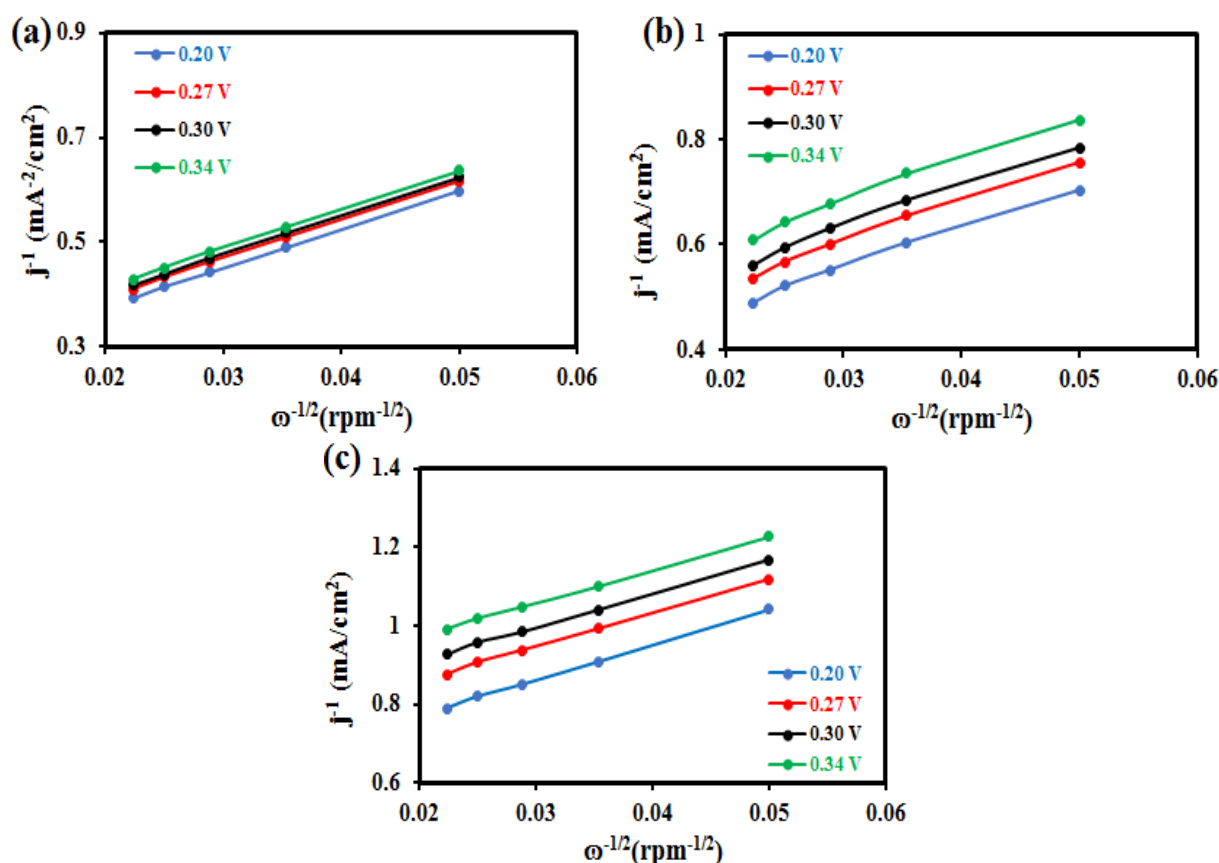 (a)
0.9
0.7
0.5
0.3
j⁻¹ (mA⁻²/cm²)
0.20 V
0.27 V
0.30 V
0.34 V
0.02 0.03 0.04 0.05 0.06
ω⁻¹/²(rpm⁻¹/²)
(b)
1
0.8
0.6
0.4
j⁻¹ (mA/cm²)
0.20 V
0.27 V
0.30 V
0.34 V
0.02 0.03 0.04 0.05 0.06
ω⁻¹/²(rpm⁻¹/²)
(c)
1.4
1.2
1
0.8
0.6
j⁻¹ (mA/cm²)
0.20 V
0.27 V
0.30 V
0.34 V
0.02 0.03 0.04 0.05 0.06
ω⁻¹/²(rpm⁻¹/²)